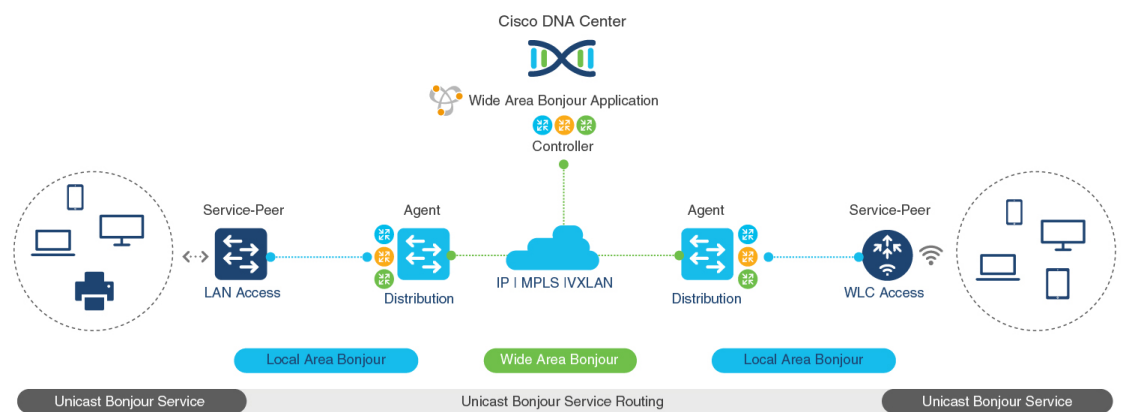 Cisco DNA Center
Wide Area Bonjour Application
Controller
Service-Peer
Agent
Agent
Service-Peer
LAN Access
Distribution
IP | MPLS |VXLAN
Distribution
WLC Access
Local Area Bonjour
Wide Area Bonjour
Local Area Bonjour
Unicast Bonjour Service
Unicast Bonjour Service Routing
Unicast Bonjour Service